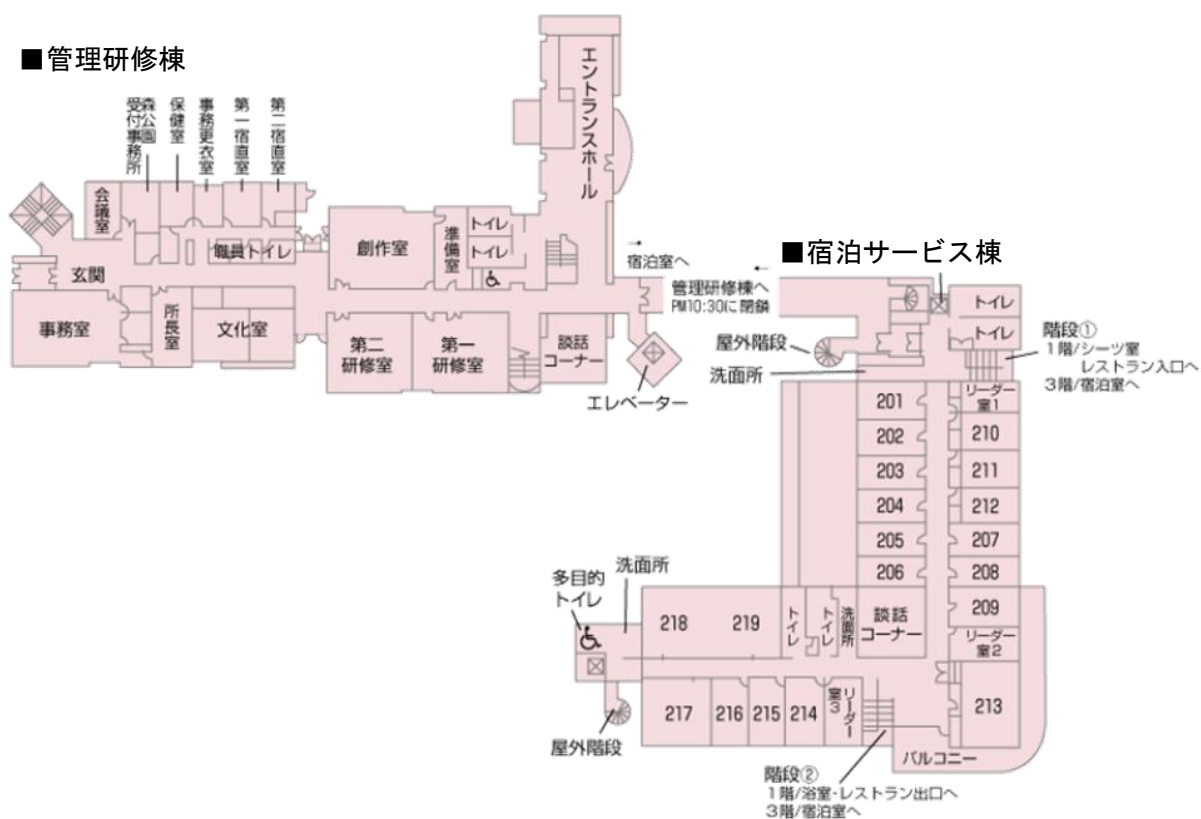 ■管理研修棟
森公園
受付事務所
保健室
事務更衣室
第一宿直室
第二宿直室
エントランスホール
会議室
職員トイレ
玄関
創作室
準備室
トイレ
トイレ
→
宿泊室へ
←
管理研修棟へ
PM10:30に閉鎖
事務室
所長室
文化室
第二
研修室
第一
研修室
談話
コーナー
エレベーター
■宿泊サービス棟
トイレ
トイレ
屋外階段
洗面所
階段①
1階/シーツ室
レストラン入口へ
3階/宿泊室へ
リーダー
室1
201
202
203
204
205
206
210
211
212
207
208
209
リーダー
室2
213
談話
コーナー
洗面所
トイレ
トイレ
219
218
洗面所
多目的
トイレ
屋外階段
217
216
215
214
リーダー
室3
バルコニー
階段②
1階/浴室・レストラン出口へ
3階/宿泊室へ